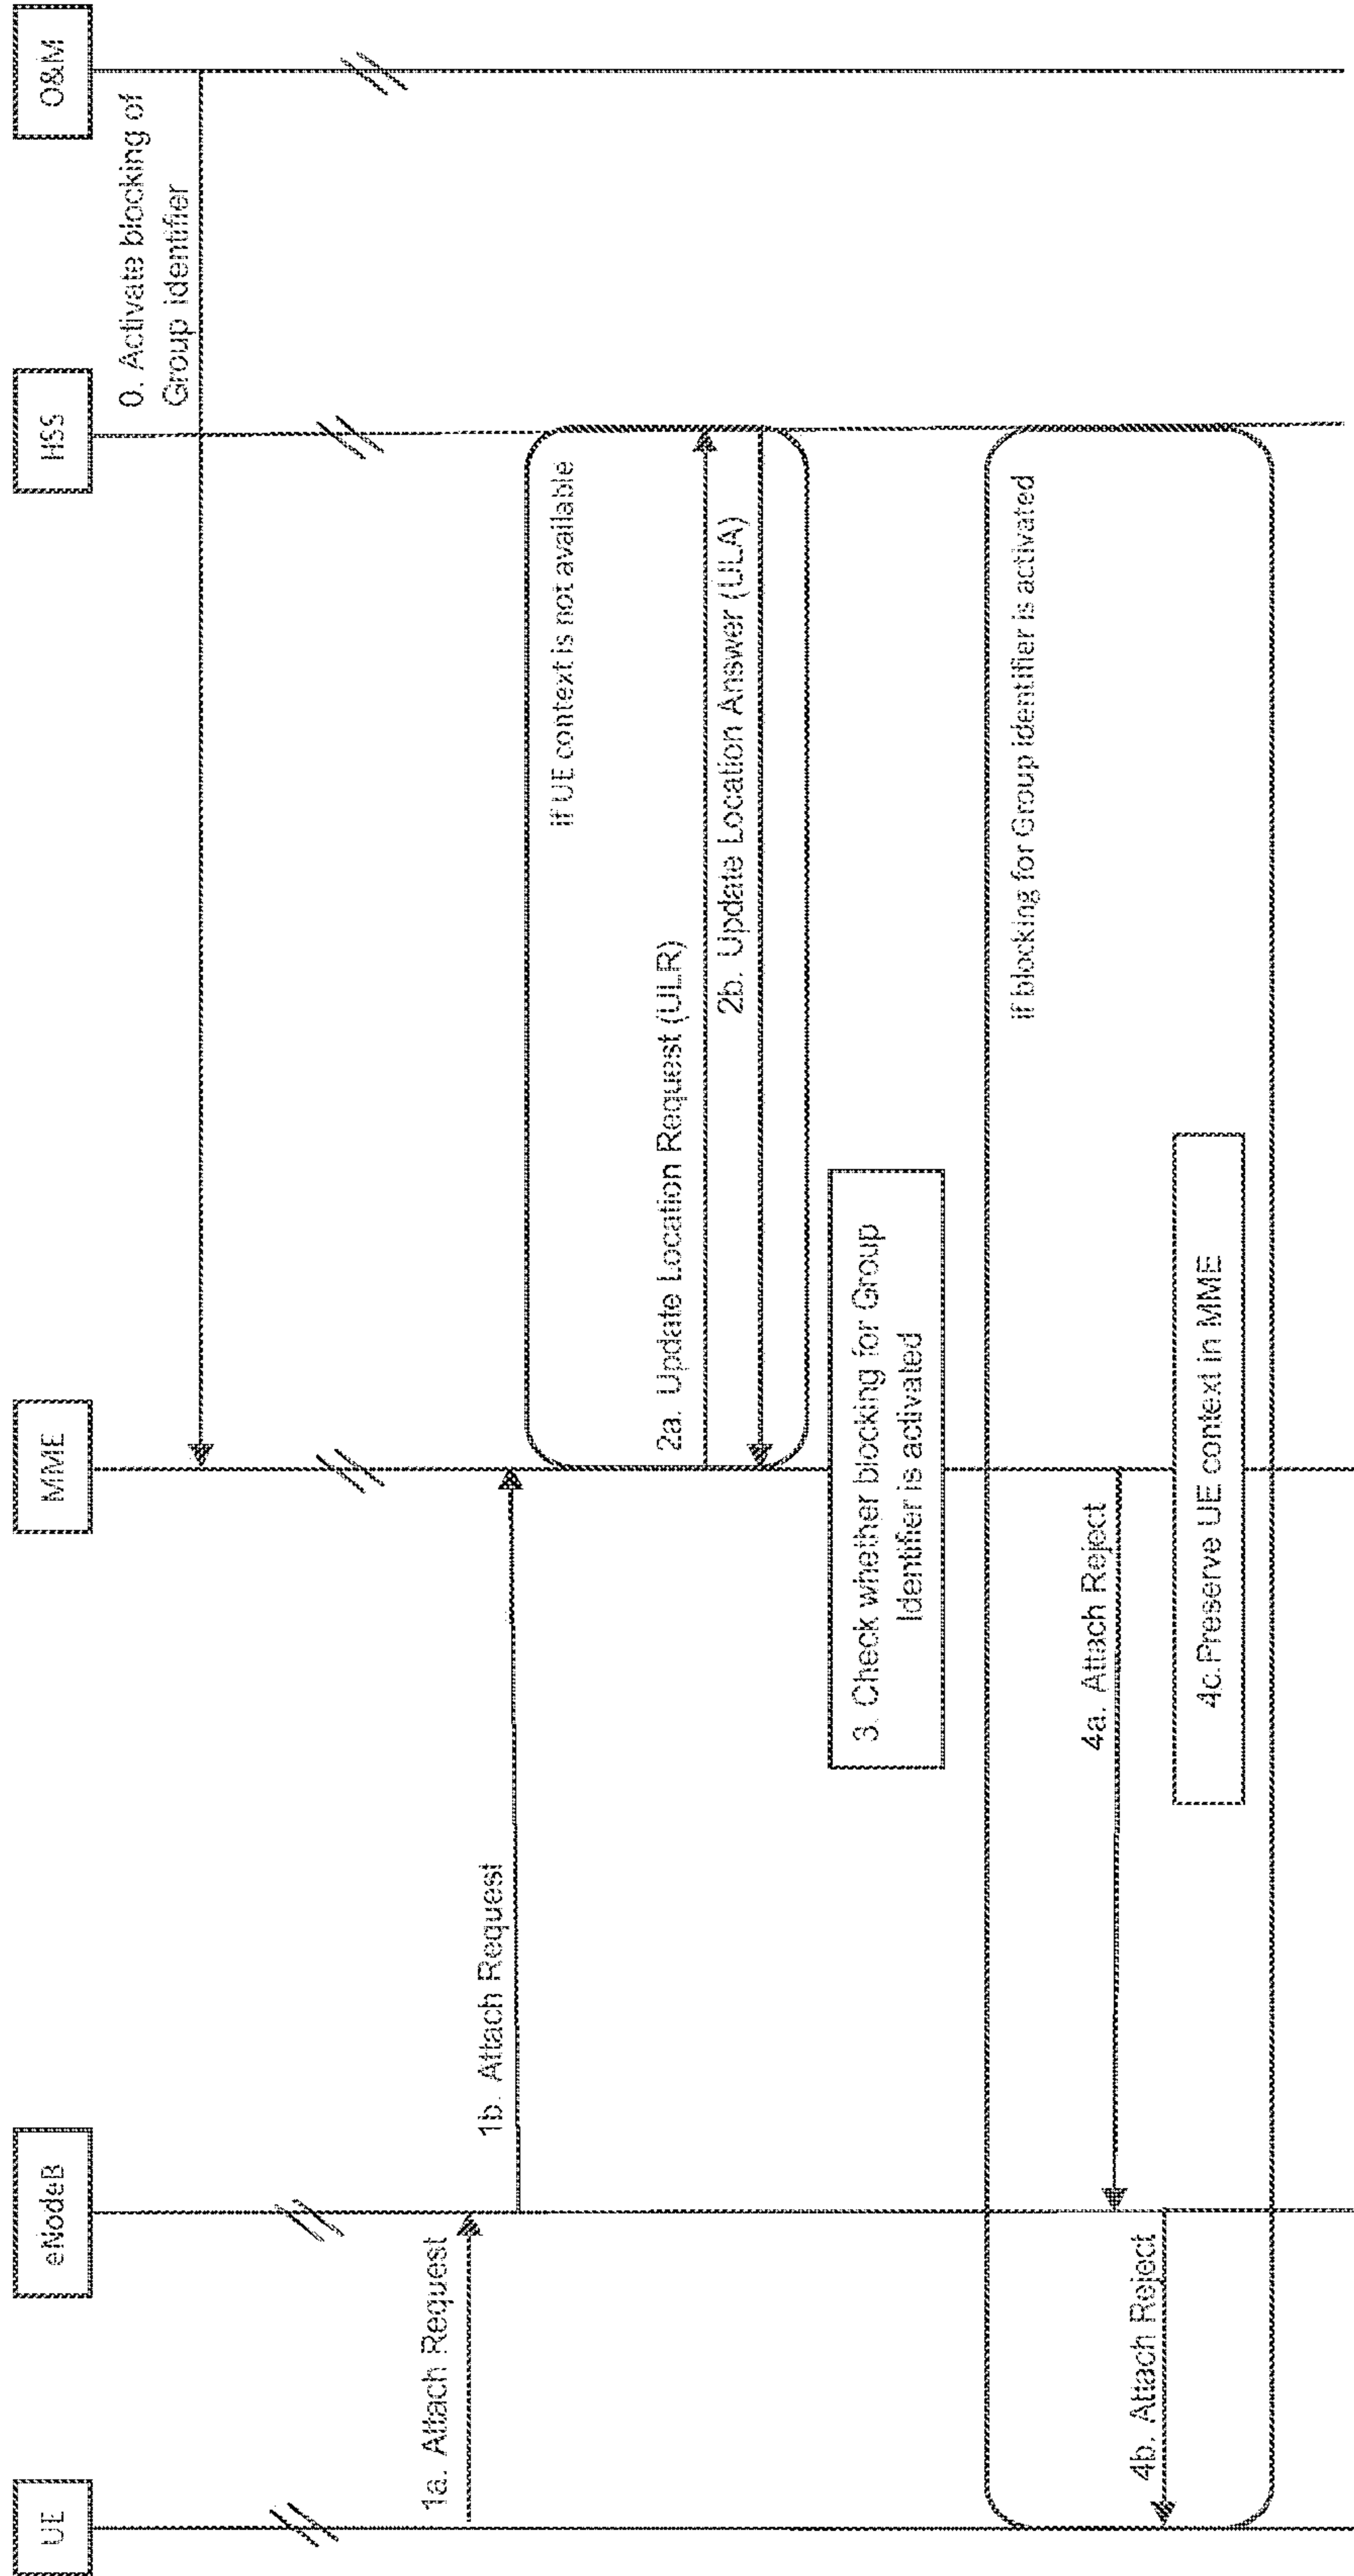 UE
eNodeB
MME
HSS
O&M
0. Activate blocking of
Group identifier
1a. Attach Request
1b. Attach Request
if UE context is not available
2a. Update Location Request (ULR)
2b. Update Location Answer (ULA)
3. Check whether blocking for Group
Identifier is activated
if blocking for Group identifier is activated
4a. Attach Reject
4b. Attach Reject
4c.Preserve UE context in MME